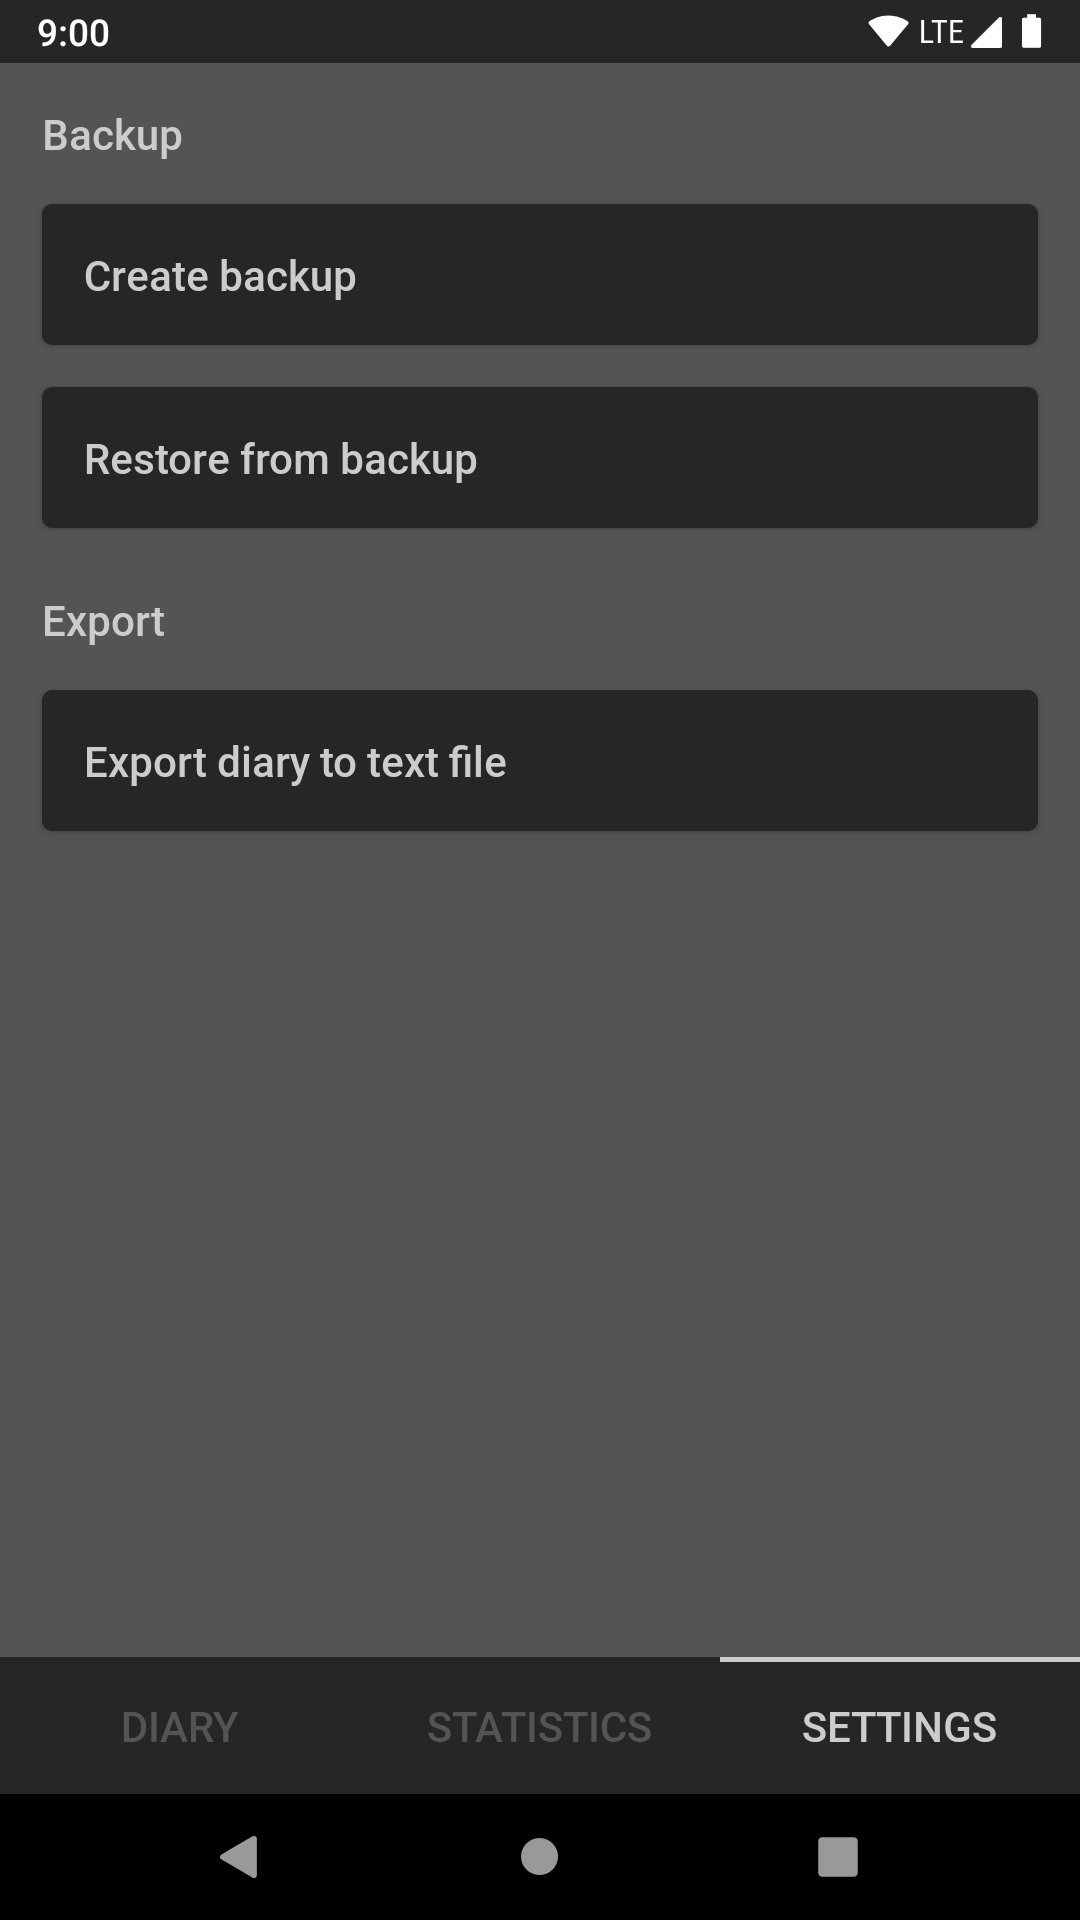 9:00
LTE
Backup
Create backup
Restore from backup
Export
Export diary to text file
DIARY
STATISTICS
SETTINGS